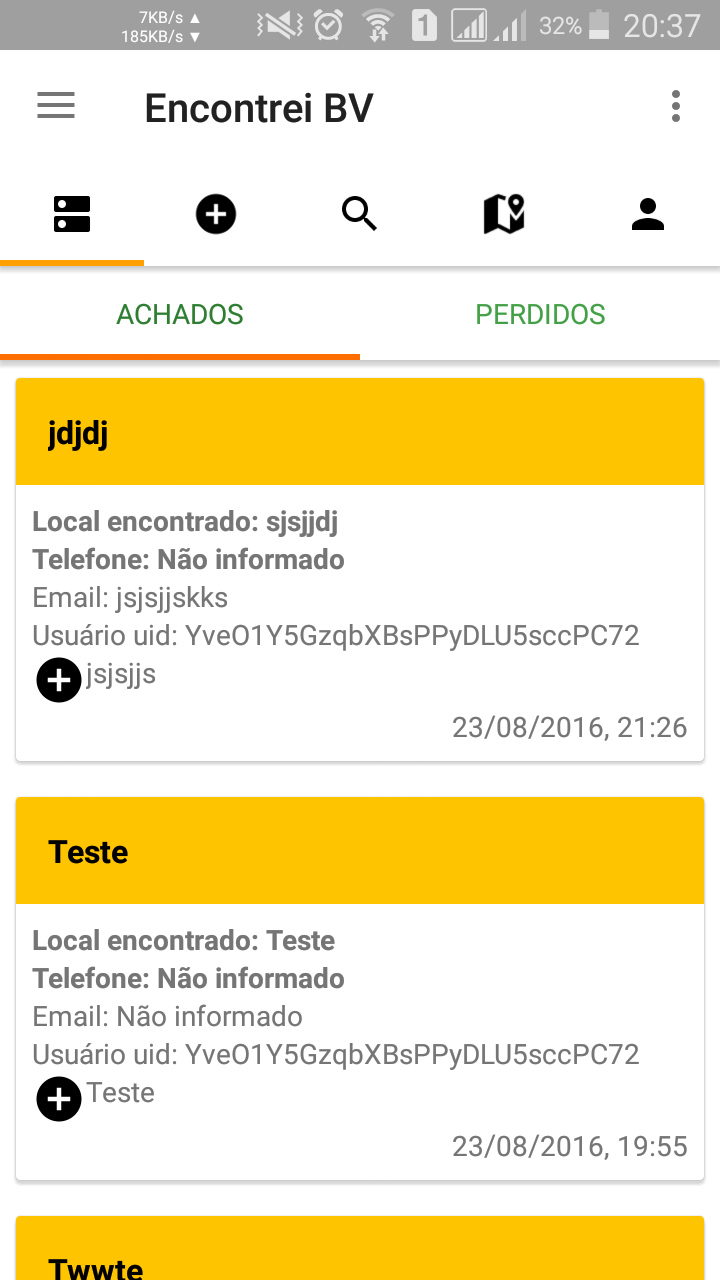 7KB/s ▲
185KB/s ▼
1
32%
20:37
Encontrei BV
ACHADOS
PERDIDOS
jdjdj
Local encontrado: sjsjjdj
Telefone: Não informado
Email: jsjsjjskks
Usuário uid: YveO1Y5GzqbXBsPPyDLU5sccPC72
jsjsjjs
23/08/2016, 21:26
Teste
Local encontrado: Teste
Telefone: Não informado
Email: Não informado
Usuário uid: YveO1Y5GzqbXBsPPyDLU5sccPC72
Teste
23/08/2016, 19:55
Twwte